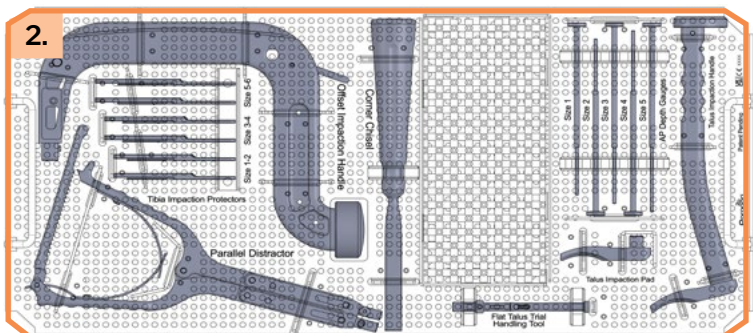 2.
Size 5-6
Size 3-4
Size 1-2
Tibia Impaction Protectors
Offset Impaction Handle
Corner Chisel
Parallel Distractor
Size 1
Size 2
Size 3
Size 4
Size 5
AP Depth Gauges
Talus Impaction Handle
Patent Pending
Talus Impaction Pad
Flat Talus Trial
Handling Tool